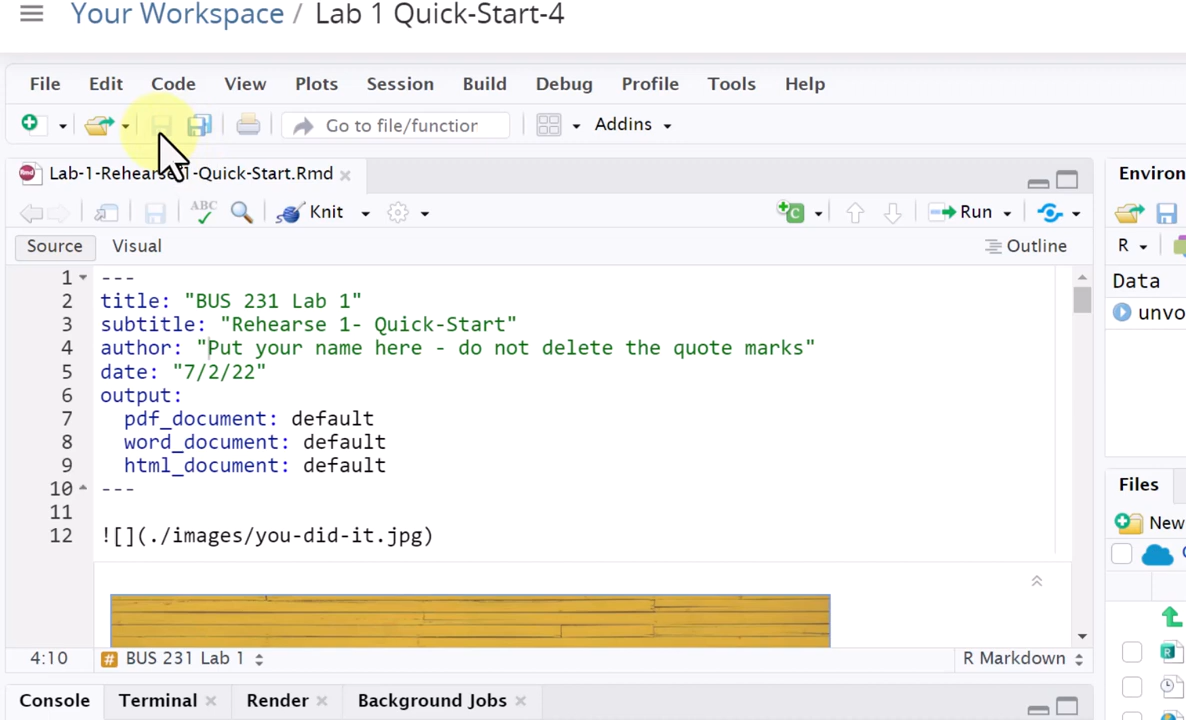 Your Workspace / Lab 1 Quick-Start-4
File Edit Code View Plots Session Build Debug Profile Tools Help
Go to file/function Addins
Lab-1-Rehearse 1-Quick-Start.Rmd
Environ
ABC Knit Run
Source Visual Outline
R
Data
unvo
1 ---
2 title: "BUS 231 Lab 1"
3 subtitle: "Rehearse 1- Quick-Start"
4 author: "Put your name here - do not delete the quote marks"
5 date: "7/2/22"
6 output:
7 pdf_document: default
8 word_document: default
9 html_document: default
10 ---
11
12 ![](./images/you-did-it.jpg)
Files
New
4:10 # BUS 231 Lab 1 R Markdown
Console Terminal Render Background Jobs